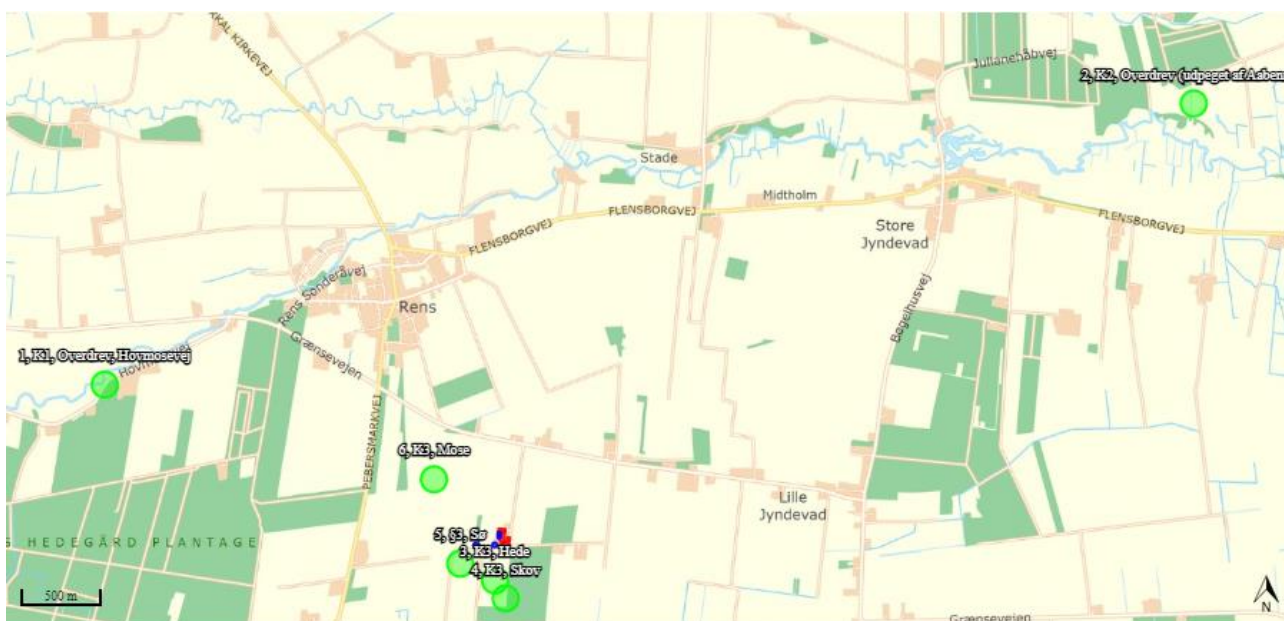 KAL KIRKEVEJ
Julianehåbvej
2, K2, Overdrev (udpeget af Aaben
Stade
Midtholm
FLENSBORGVEJ
FLENSBORGVEJ
FLENSBORGVEJ
Store
Jyndevad
Rens Sønderåvej
Rens
Bøgelhusvej
Grænsevejen
1, K1, Overdrev, Hovmosevej
Hovmosevej
PEBERSMARKVEJ
6, K3, Mose
Lille
Jyndevad
5, §3, Sø
S HEDEGÅRD PLANTAGE
3, K3, Hede
4, K3, Skov
500 m
N
Grænsevejen